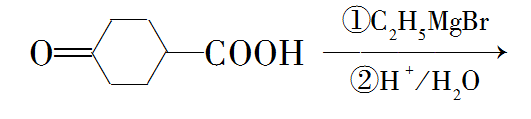 ①C₂H₅MgBr
O=
COOH
②H⁺/H₂O